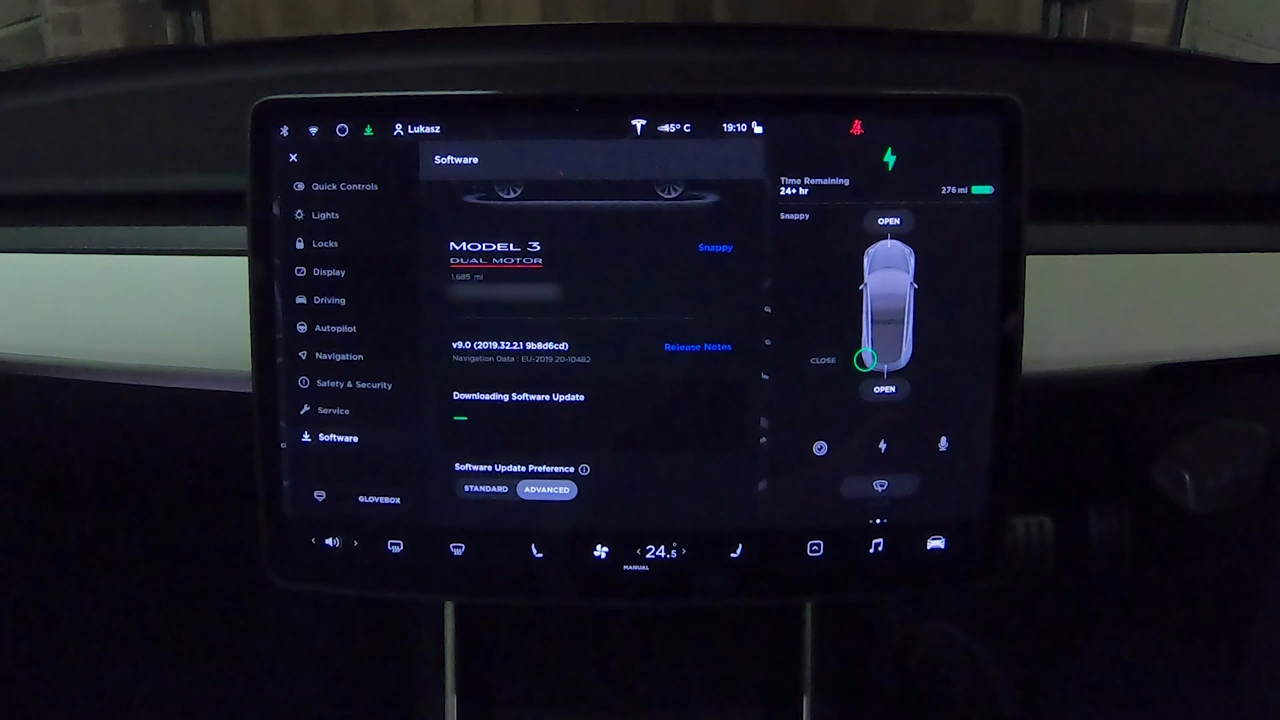 Lukasz
45° C
19:10
Software
Time Remaining
24+ hr
276 mi
Snappy
OPEN
CLOSE
OPEN
Quick Controls
Lights
Locks
Display
Driving
Autopilot
Navigation
Safety & Security
Service
Software
GLOVEBOX
MODEL 3
Snappy
DUAL MOTOR
1,685 mi
v9.0 (2019.32.2.1 9b8d6cd)
Release Notes
Navigation Data : EU-2019.20-10482
Downloading Software Update
Software Update Preference
STANDARD ADVANCED
24.5°
MANUAL